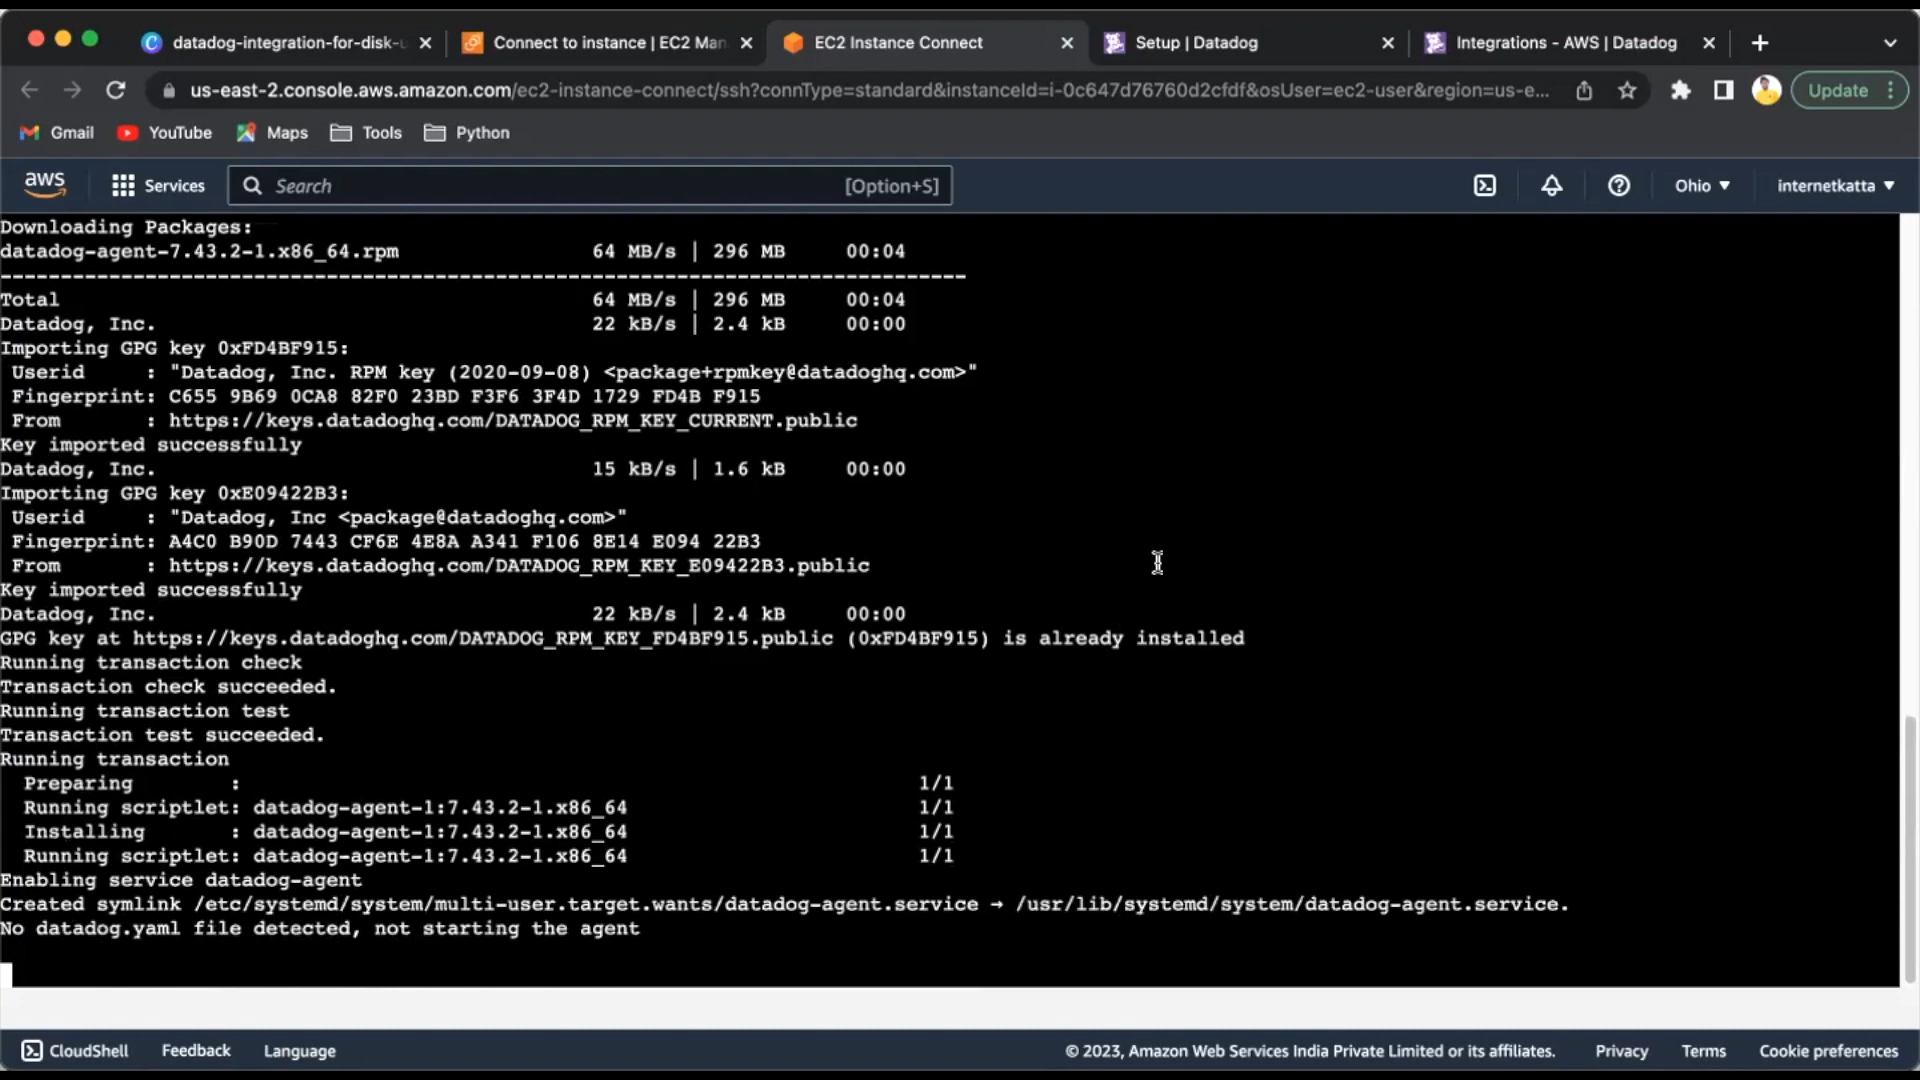 datadog-integration-for-disk-u
Connect to instance | EC2 Man
EC2 Instance Connect
Setup | Datadog
Integrations - AWS | Datadog
us-east-2.console.aws.amazon.com/ec2-instance-connect/ssh?connType=standard&instanceId=i-0c647d76760d2cfdf&osUser=ec2-user&region=us-e...
Update
Gmail
YouTube
Maps
Tools
Python
aws
Services
Search
[Option+S]
Ohio
internetkatta
Downloading Packages:
datadog-agent-7.43.2-1.x86_64.rpm 64 MB/s | 296 MB 00:04
--------------------------------------------------------------------------------
Total 64 MB/s | 296 MB 00:04
Datadog, Inc. 22 kB/s | 2.4 kB 00:00
Importing GPG key 0xFD4BF915:
Userid : "Datadog, Inc. RPM key (2020-09-08) <package+rpmkey@datadoghq.com>"
Fingerprint: C655 9B69 0CA8 82F0 23BD F3F6 3F4D 1729 FD4B F915
From : https://keys.datadoghq.com/DATADOG_RPM_KEY_CURRENT.public
Key imported successfully
Datadog, Inc. 15 kB/s | 1.6 kB 00:00
Importing GPG key 0xE09422B3:
Userid : "Datadog, Inc <package@datadoghq.com>"
Fingerprint: A4C0 B90D 7443 CF6E 4E8A A341 F106 8E14 E094 22B3
From : https://keys.datadoghq.com/DATADOG_RPM_KEY_E09422B3.public
Key imported successfully
Datadog, Inc. 22 kB/s | 2.4 kB 00:00
GPG key at https://keys.datadoghq.com/DATADOG_RPM_KEY_FD4BF915.public (0xFD4BF915) is already installed
Running transaction check
Transaction check succeeded.
Running transaction test
Transaction test succeeded.
Running transaction
Preparing : 1/1
Running scriptlet: datadog-agent-1:7.43.2-1.x86_64 1/1
Installing : datadog-agent-1:7.43.2-1.x86_64 1/1
Running scriptlet: datadog-agent-1:7.43.2-1.x86_64 1/1
Enabling service datadog-agent
Created symlink /etc/systemd/system/multi-user.target.wants/datadog-agent.service → /usr/lib/systemd/system/datadog-agent.service.
No datadog.yaml file detected, not starting the agent
CloudShell
Feedback
Language
© 2023, Amazon Web Services India Private Limited or its affiliates.
Privacy
Terms
Cookie preferences